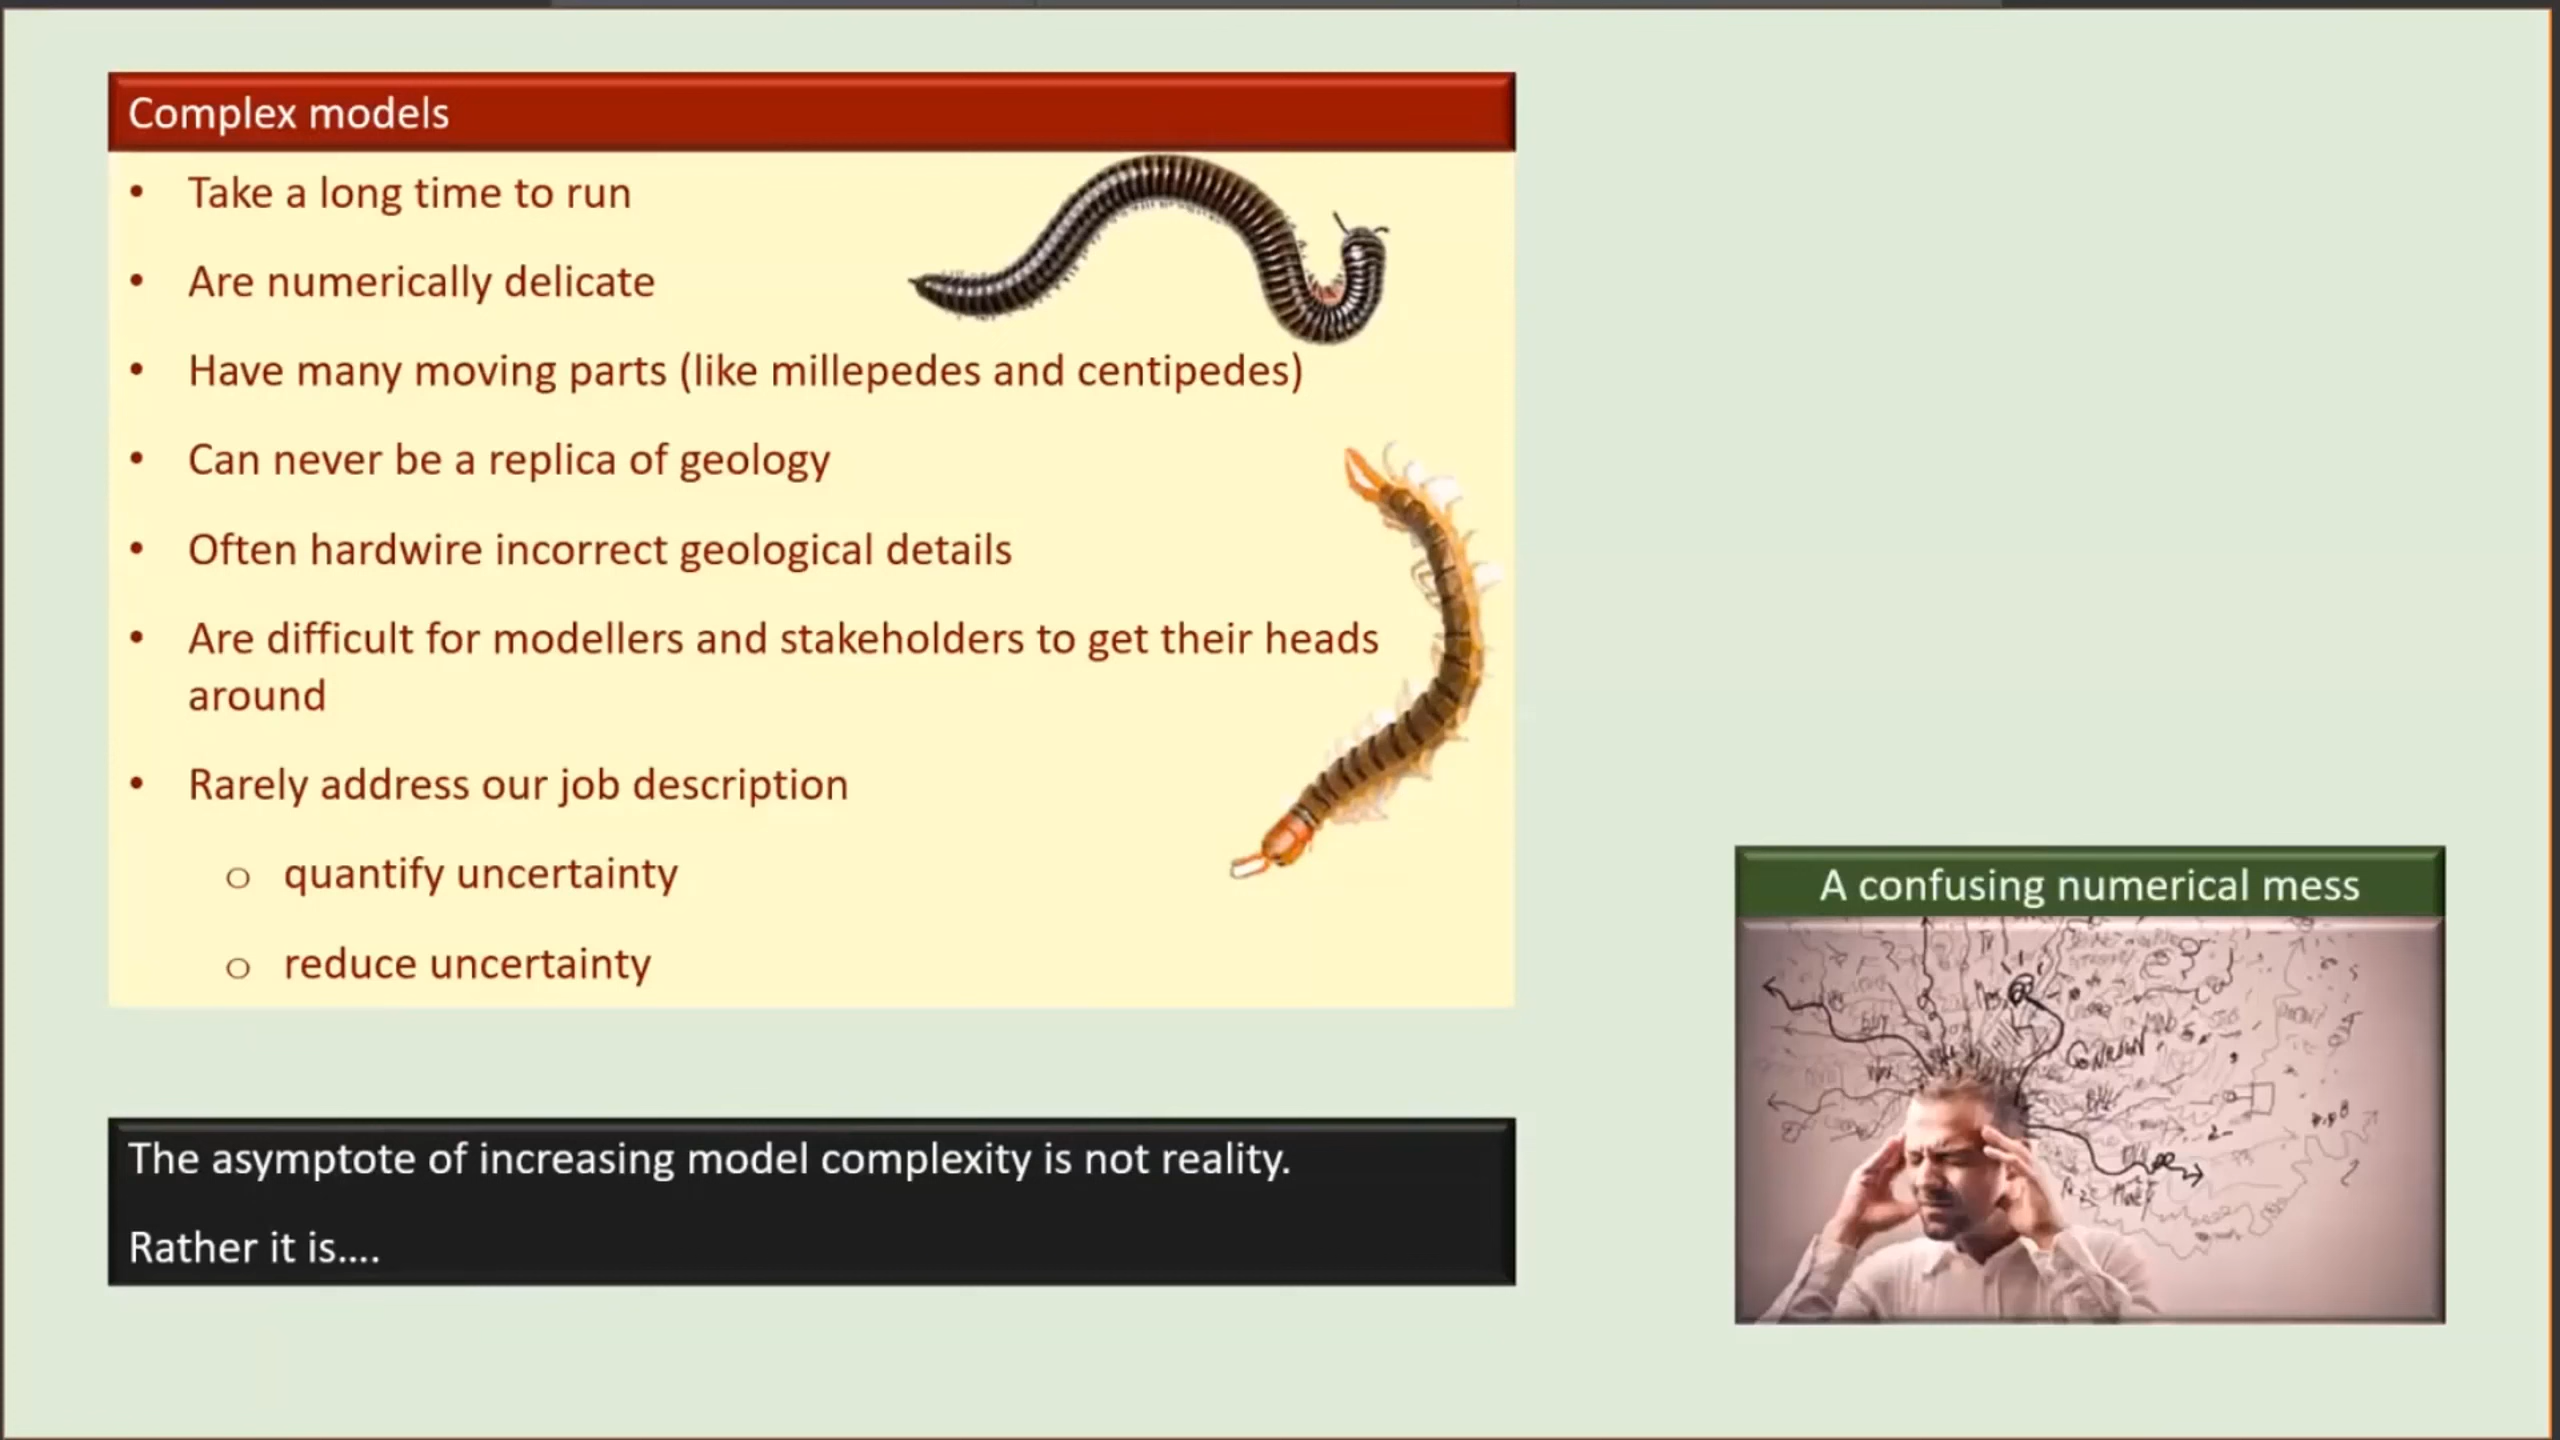 Complex models
• Take a long time to run
• Are numerically delicate
• Have many moving parts (like millepedes and centipedes)
• Can never be a replica of geology
• Often hardwire incorrect geological details
• Are difficult for modellers and stakeholders to get their heads
around
• Rarely address our job description
o quantify uncertainty
o reduce uncertainty
The asymptote of increasing model complexity is not reality.
Rather it is....
A confusing numerical mess